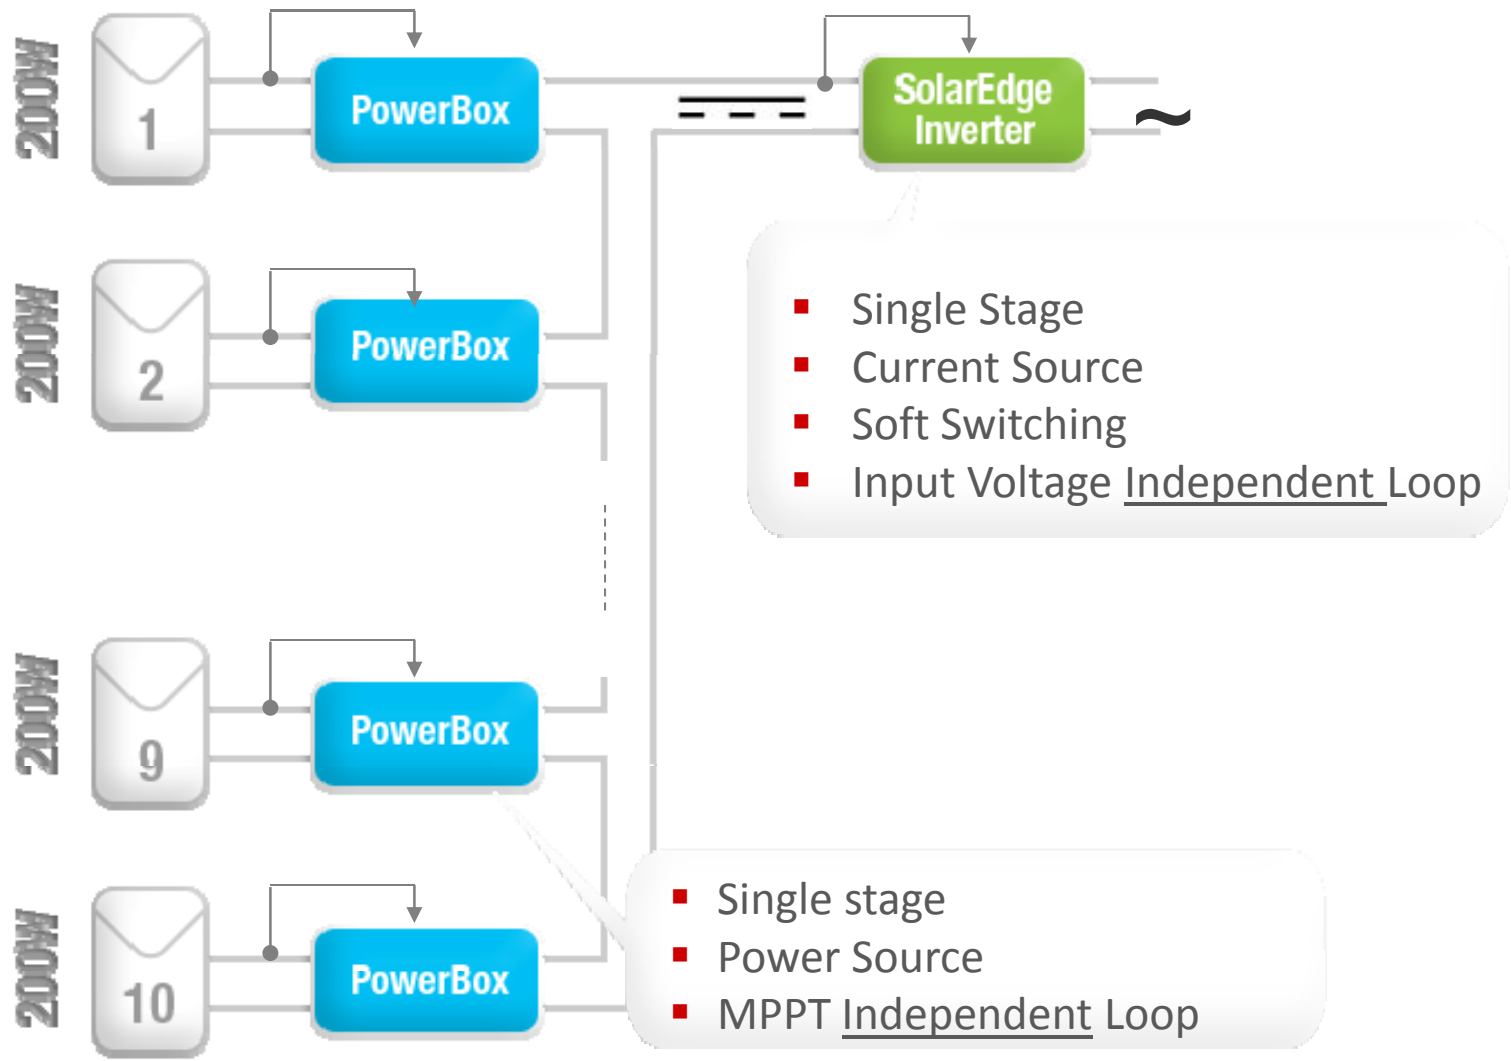 200W
1
PowerBox
SolarEdge
Inverter
~
200W
2
PowerBox
▪ Single Stage
▪ Current Source
▪ Soft Switching
▪ Input Voltage Independent Loop
200W
9
PowerBox
200W
10
PowerBox
▪ Single stage
▪ Power Source
▪ MPPT Independent Loop